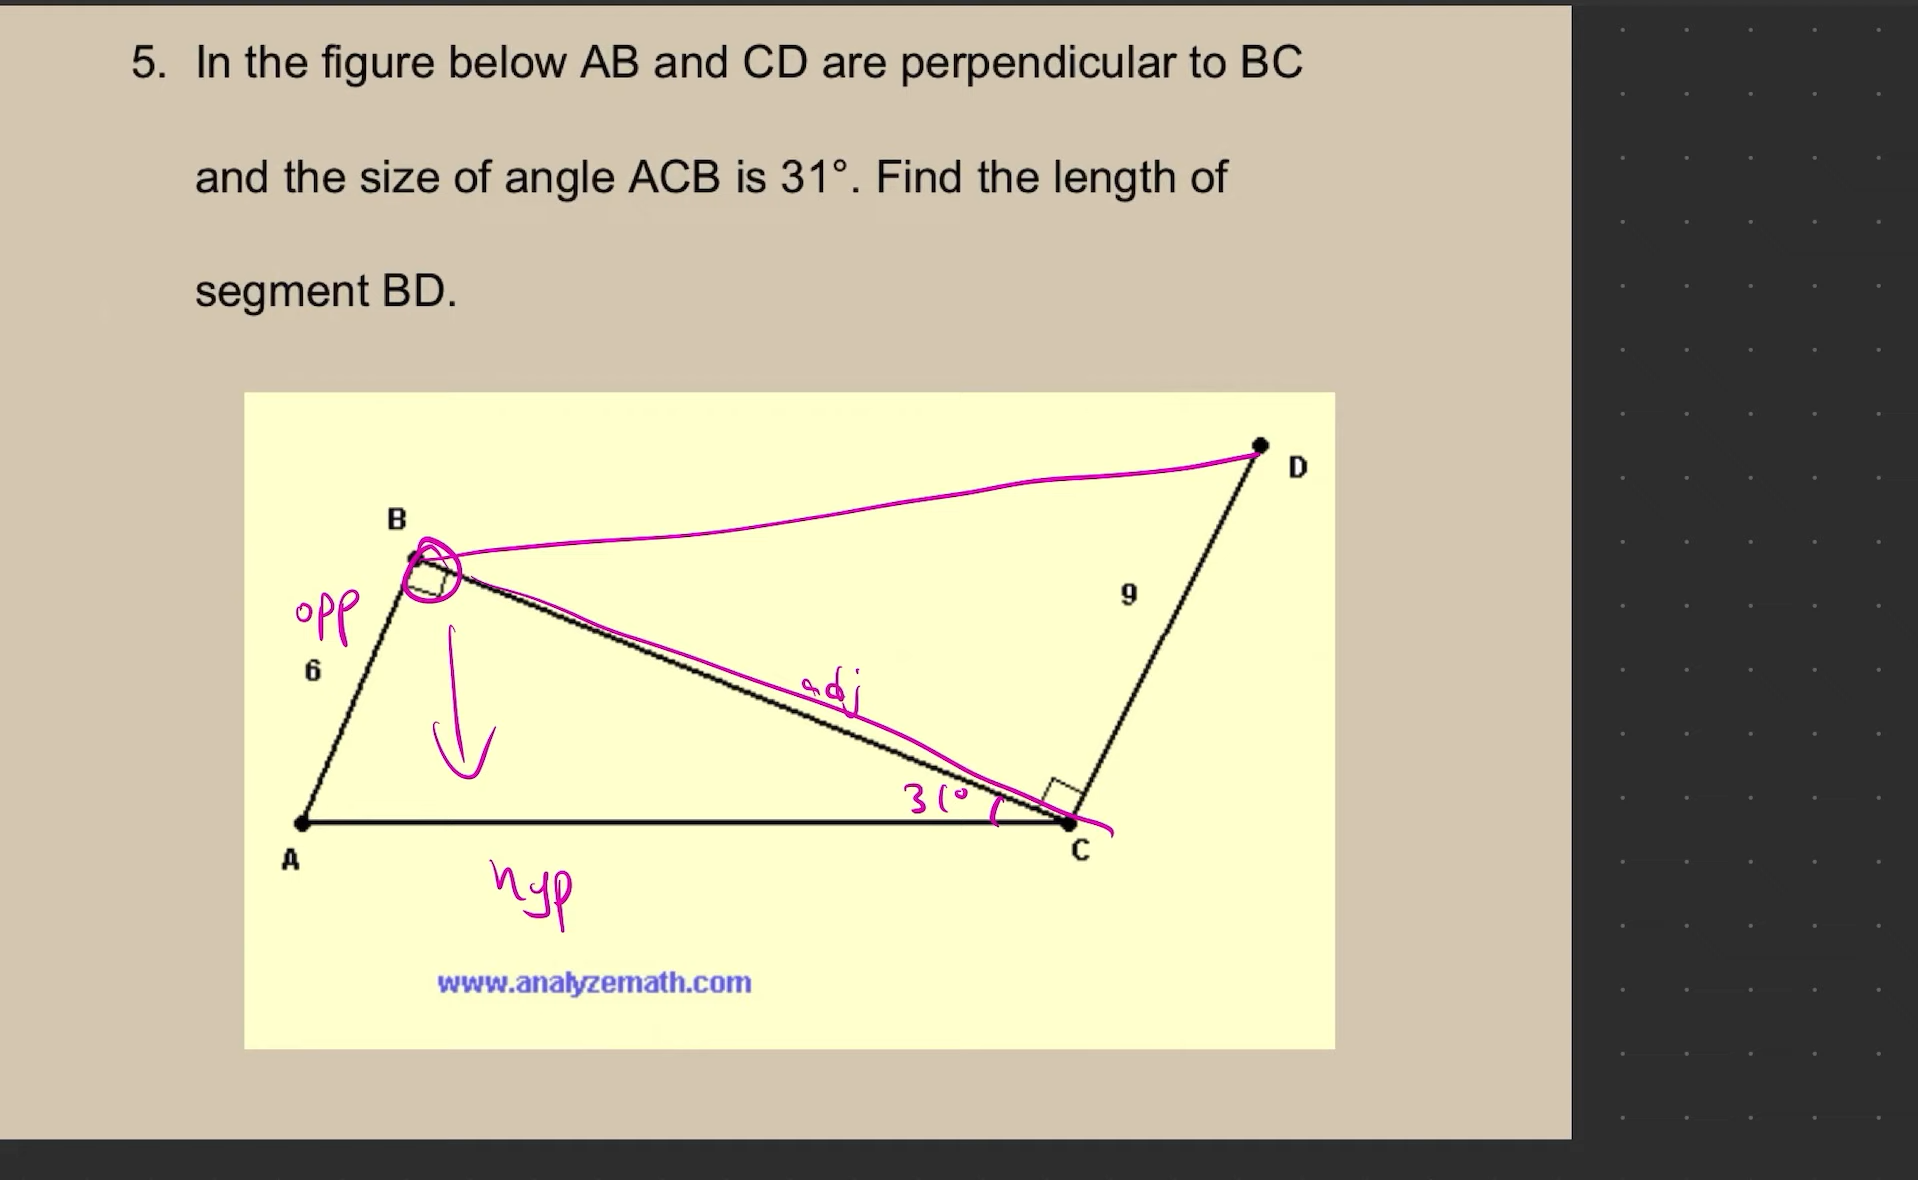 5. In the figure below AB and CD are perpendicular to BC
and the size of angle ACB is 31°. Find the length of
segment BD.
D
B
9
opp
6
adj
31°
A
C
hyp
www.analyzemath.com